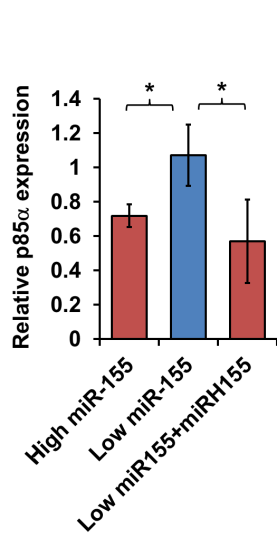 * *
Relative p85α expression
1.4
1.2
1
0.8
0.6
0.4
0.2
0
High miR-155
Low miR-155
Low miR155+miRH155